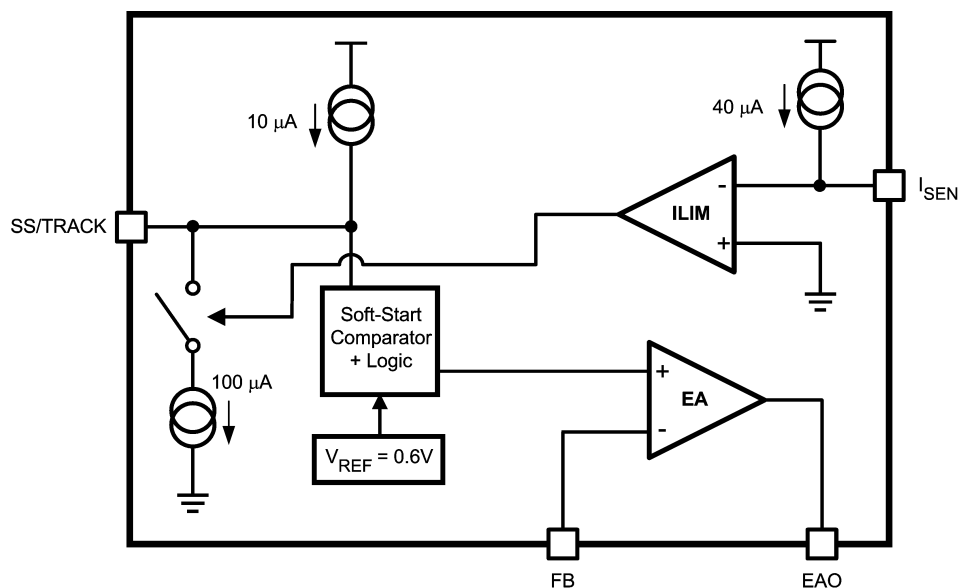 10 μA
40 μA
-
ILIM
+
I_SEN
SS/TRACK
Soft-Start
Comparator
+ Logic
100 μA
+
EA
-
V_REF = 0.6V
FB
EAO